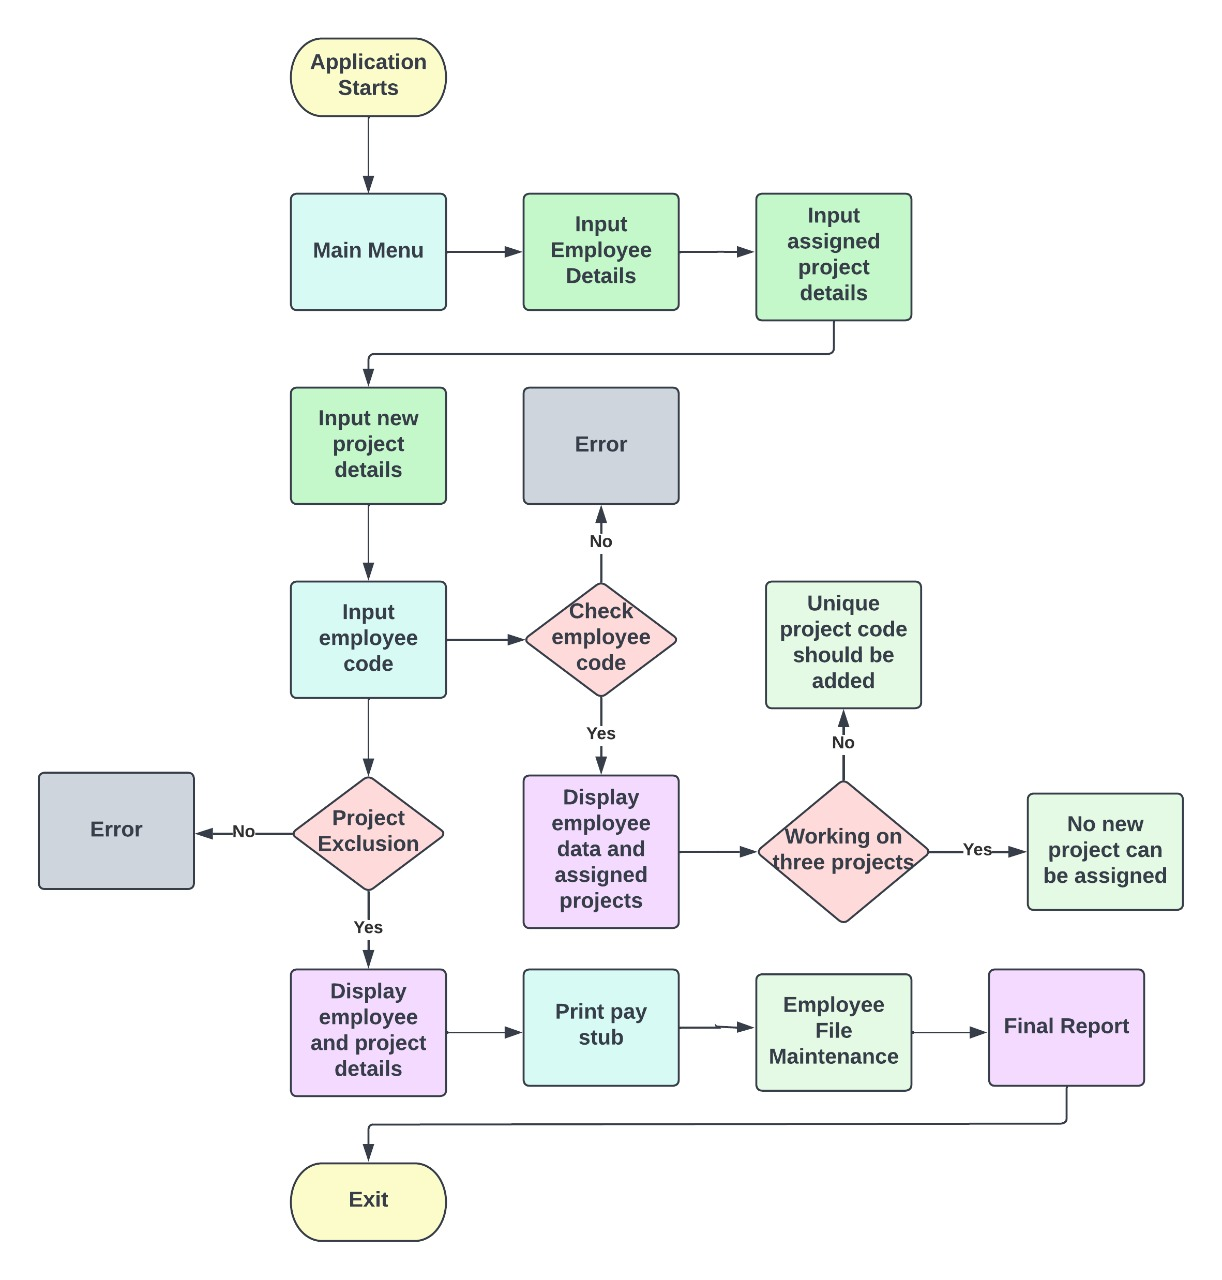 Application
Starts
Main Menu
Input
Employee
Details
Input
assigned
project
details
Input new
project
details
Error
No
Input
employee
code
Check
employee
code
Unique
project code
should be
added
Yes
No
Error
No
Project
Exclusion
Display
employee
data and
assigned
projects
Working on
three projects
Yes
No new
project can
be assigned
Yes
Display
employee
and project
details
Print pay
stub
Employee
File
Maintenance
Final Report
Exit